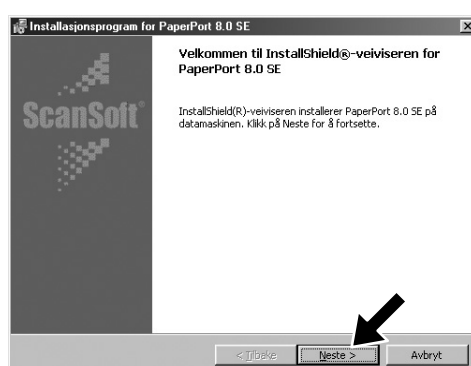 Installasjonsprogram for PaperPort 8.0 SE
Velkommen til InstallShield®-veiviseren for
PaperPort 8.0 SE
ScanSoft®
InstallShield(R)-veiviseren installerer PaperPort 8.0 SE på
datamaskinen. Klikk på Neste for å fortsette.
< Tilbake
Neste >
Avbryt